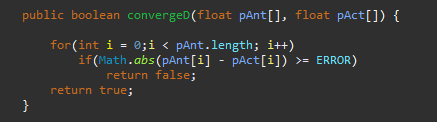 public boolean convergeD(float pAnt[], float pAct[]) {
for(int i = 0;i < pAnt.length; i++)
if(Math.abs(pAnt[i] - pAct[i]) >= ERROR)
return false;
return true;
}